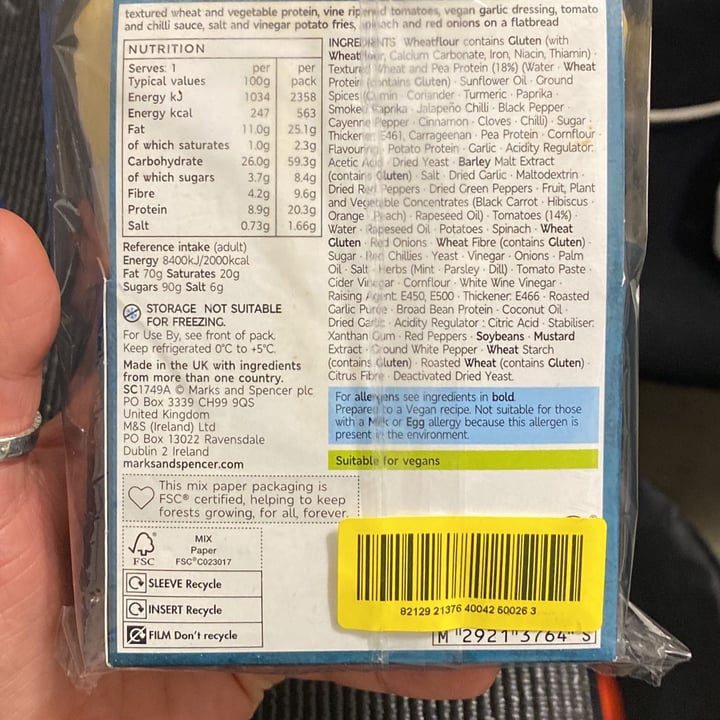 textured wheat and vegetable protein, vine ripened tomatoes, vegan garlic dressing, tomato
and chilli sauce, salt and vinegar potato fries, spinach and red onions on a flatbread
NUTRITION
Serves: 1 per per
Typical values 100g pack
Energy kJ 1034 2358
Energy kcal 247 563
Fat 11.0g 25.1g
of which saturates 1.0g 2.3g
Carbohydrate 26.0g 59.3g
of which sugars 3.7g 8.4g
Fibre 4.2g 9.6g
Protein 8.9g 20.3g
Salt 0.73g 1.66g
Reference intake (adult)
Energy 8400kJ/2000kcal
Fat 70g Saturates 20g
Sugars 90g Salt 6g
STORAGE NOT SUITABLE
FOR FREEZING.
For Use By, see front of pack.
Keep refrigerated 0°C to +5°C.
Made in the UK with ingredients
from more than one country.
SC1749A © Marks and Spencer plc
PO Box 3339 CH99 9QS
United Kingdom
M&S (Ireland) Ltd
PO Box 13022 Ravensdale
Dublin 2 Ireland
marksandspencer.com
This mix paper packaging is
FSC® certified, helping to keep
forests growing, for all, forever.
FSC
MIX
Paper
FSC® C023017
SLEEVE Recycle
INSERT Recycle
FILM Don't recycle
INGREDIENTS Wheatflour contains Gluten (with
Wheatflour, Calcium Carbonate, Iron, Niacin, Thiamin) ·
Textured Wheat and Pea Protein (18%) (Water · Wheat
Protein (contains Gluten) · Sunflower Oil · Ground
Spices (Cumin · Coriander · Turmeric · Paprika ·
Smoked Paprika · Jalapeño Chilli · Black Pepper ·
Cayenne Pepper · Cinnamon · Cloves · Chilli) · Sugar ·
Thickener: E461, Carrageenan · Pea Protein · Cornflour ·
Flavouring · Potato Protein · Garlic · Acidity Regulator:
Acetic Acid · Dried Yeast · Barley Malt Extract
(contains Gluten) · Salt · Dried Garlic · Maltodextrin ·
Dried Red Peppers · Dried Green Peppers · Fruit, Plant
and Vegetable Concentrates (Black Carrot · Hibiscus ·
Orange · Peach) · Rapeseed Oil) · Tomatoes (14%) ·
Water · Rapeseed Oil · Potatoes · Spinach · Wheat
Gluten · Red Onions · Wheat Fibre (contains Gluten) ·
Sugar · Red Chillies · Yeast · Vinegar · Onions · Palm
Oil · Salt · Herbs (Mint · Parsley · Dill) · Tomato Paste ·
Cider Vinegar · Cornflour · White Wine Vinegar ·
Raising Agent: E450, E500 · Thickener: E466 · Roasted
Garlic Purée · Broad Bean Protein · Coconut Oil ·
Dried Garlic · Acidity Regulator : Citric Acid · Stabiliser:
Xanthan Gum · Red Peppers · Soybeans · Mustard
Extract · Ground White Pepper · Wheat Starch
(contains Gluten) · Roasted Wheat (contains Gluten) ·
Citrus Fibre · Deactivated Dried Yeast.
For allergens see ingredients in bold.
Prepared to a Vegan recipe. Not suitable for those
with a Milk or Egg allergy because this allergen is
present in the environment.
Suitable for vegans
82129 21376 40042 50026 3